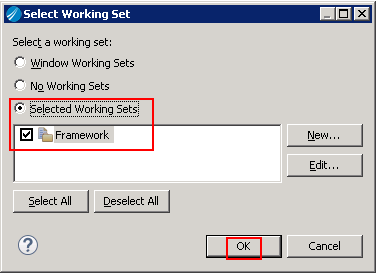 Select Working Set
Select a working set:
Window Working Sets
No Working Sets
Selected Working Sets
Framework
New...
Edit...
Select All
Deselect All
?
OK
Cancel